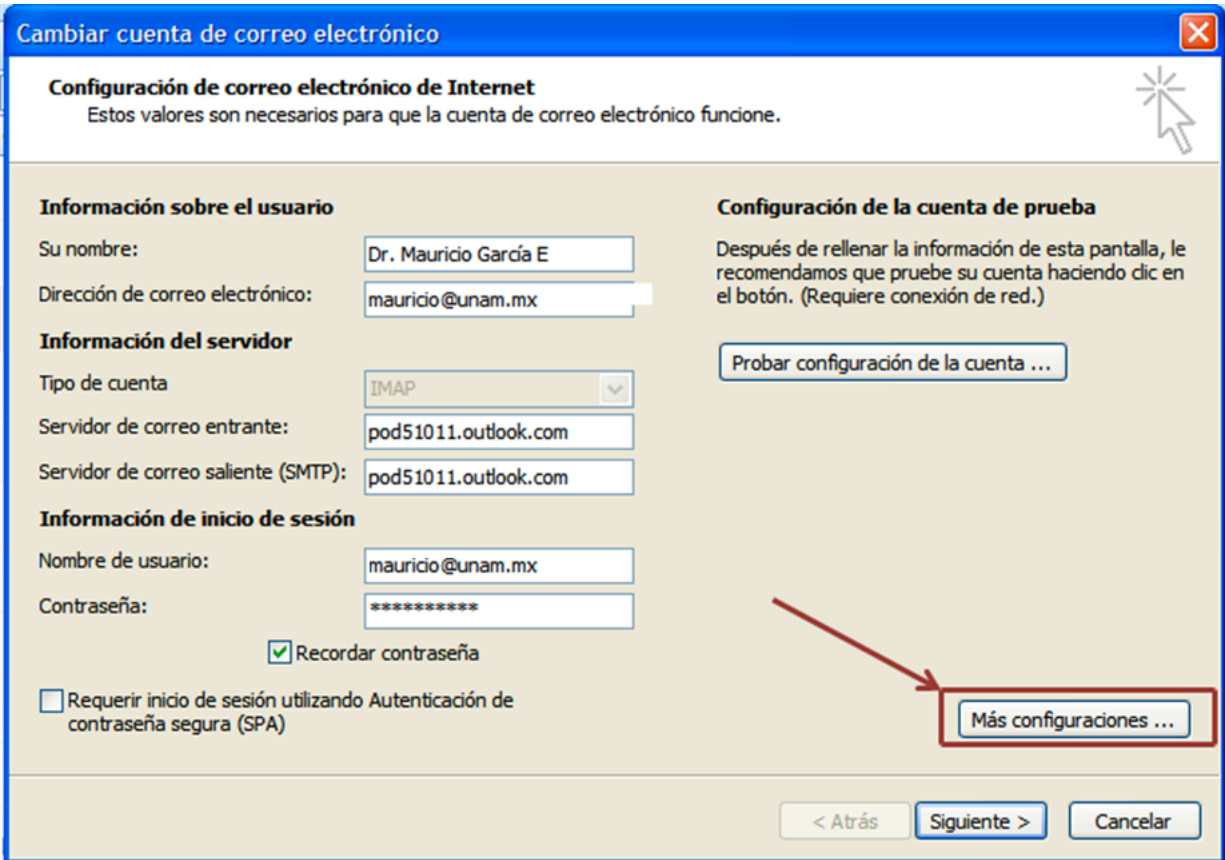 Cambiar cuenta de correo electrónico
Configuración de correo electrónico de Internet
Estos valores son necesarios para que la cuenta de correo electrónico funcione.
Información sobre el usuario
Su nombre:
Dr. Mauricio García E
Dirección de correo electrónico:
mauricio@unam.mx
Información del servidor
Tipo de cuenta
IMAP
Servidor de correo entrante:
pod51011.outlook.com
Servidor de correo saliente (SMTP):
pod51011.outlook.com
Información de inicio de sesión
Nombre de usuario:
mauricio@unam.mx
Contraseña:
**********
Recordar contraseña
Requerir inicio de sesión utilizando Autenticación de
contraseña segura (SPA)
Configuración de la cuenta de prueba
Después de rellenar la información de esta pantalla, le
recomendamos que pruebe su cuenta haciendo clic en
el botón. (Requiere conexión de red.)
Probar configuración de la cuenta ...
Más configuraciones ...
< Atrás
Siguiente >
Cancelar